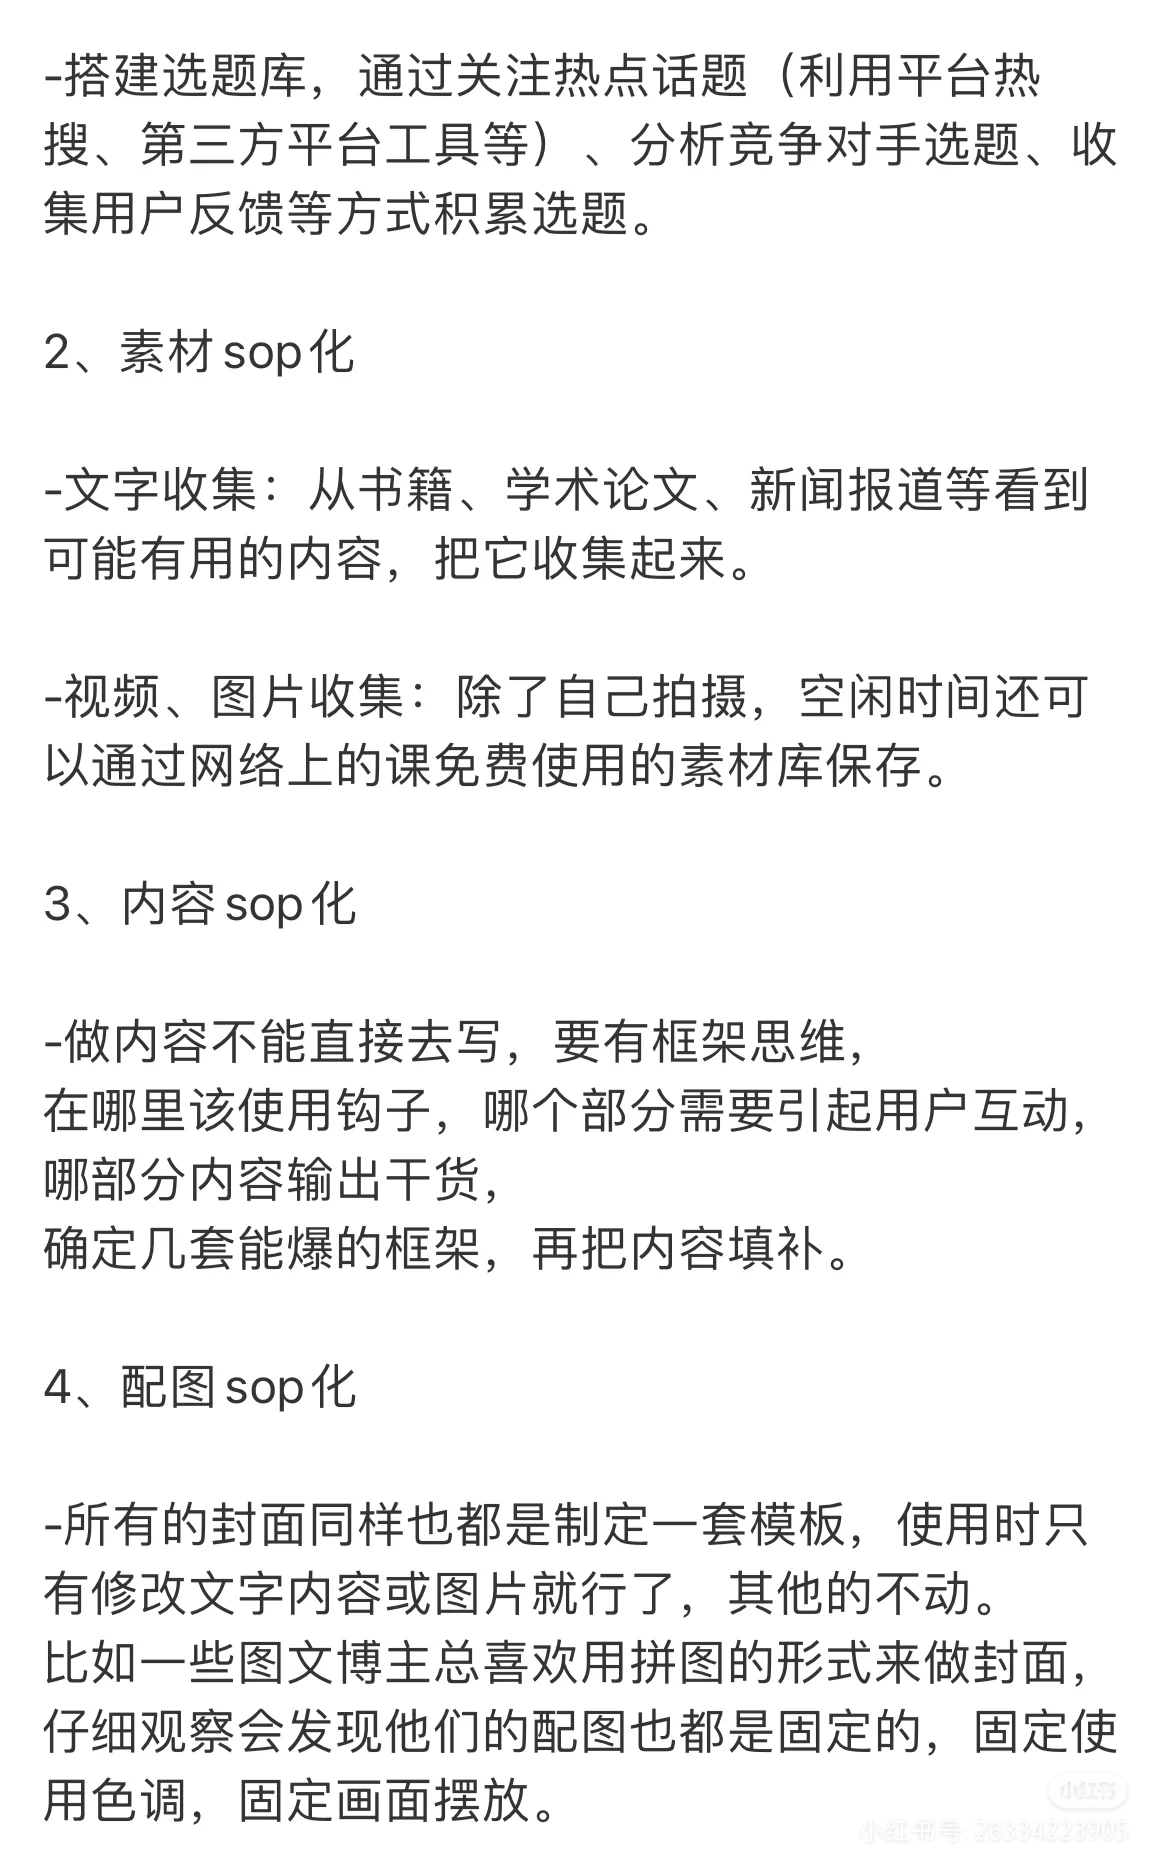 -搭建选题库，通过关注热点话题（利用平台热
搜、第三方平台工具等）、分析竞争对手选题、收
集用户反馈等方式积累选题。
2、素材sop化
-文字收集：从书籍、学术论文、新闻报道等看到
可能有用的内容，把它收集起来。
-视频、图片收集：除了自己拍摄，空闲时间还可
以通过网络上的课免费使用的素材库保存。
3、内容sop化
-做内容不能直接去写，要有框架思维，
在哪里该使用钩子，哪个部分需要引起用户互动，
哪部分内容输出干货，
确定几套能爆的框架，再把内容填补。
4、配图sop化
-所有的封面同样也都是制定一套模板，使用时只
有修改文字内容或图片就行了，其他的不动。
比如一些图文博主总喜欢用拼图的形式来做封面，
仔细观察会发现他们的配图也都是固定的，固定使
用色调，固定画面摆放。
小红书
小红书号: 26334223905